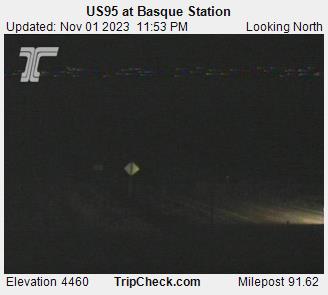 US95 at Basque Station
Updated: Nov 01 2023 11:53 PM Looking North
Elevation 4460 TripCheck.com Milepost 91.62